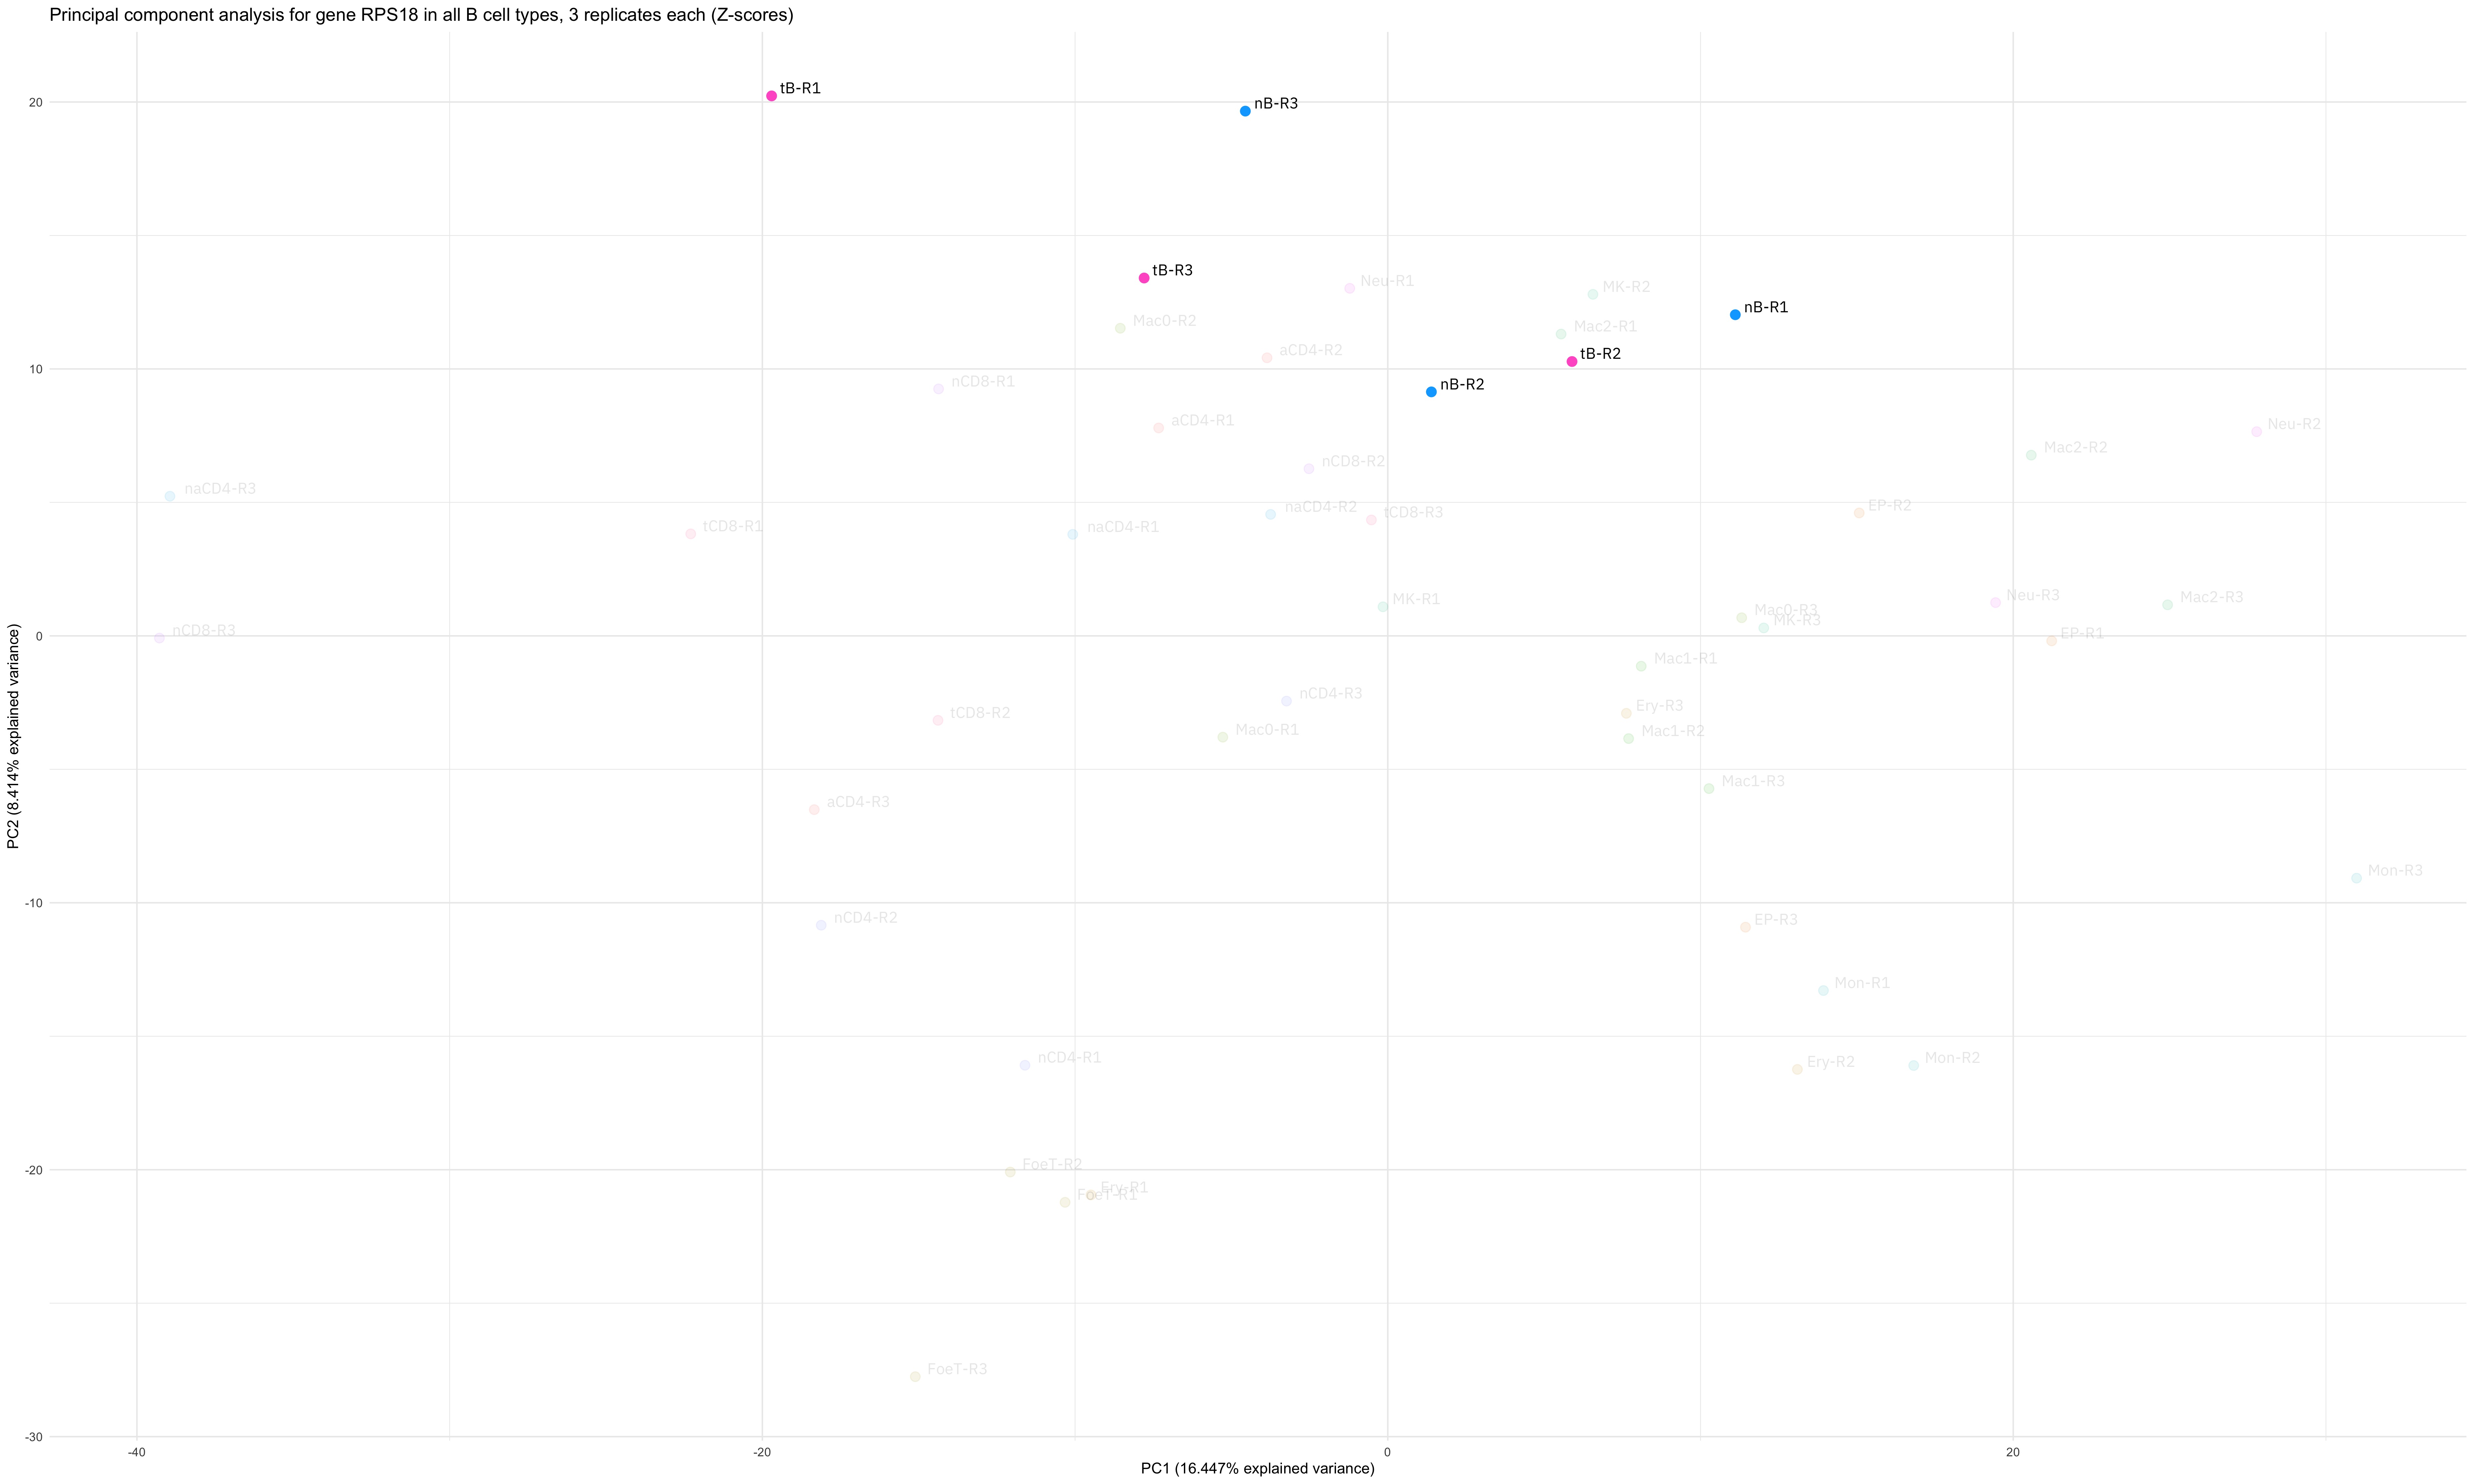 Principal component analysis for gene RPS18 in all B cell types, 3 replicates each (Z-scores)
20
tB-R1
nB-R3
tB-R3
Neu-R1
MK-R2
nB-R1
Mac0-R2
Mac2-R1
aCD4-R2
tB-R2
10
nCD8-R1
nB-R2
aCD4-R1
Neu-R2
Mac2-R2
nCD8-R2
naCD4-R3
EP-R2
naCD4-R2
tCD8-R3
tCD8-R1
naCD4-R1
MK-R1
Neu-R3
Mac2-R3
Mac0-R3
MK-R3
0
nCD8-R3
EP-R1
Mac1-R1
nCD4-R3
Ery-R3
tCD8-R2
Mac0-R1
Mac1-R2
Mac1-R3
aCD4-R3
PC2 (8.414% explained variance)
Mon-R3
-10
nCD4-R2
EP-R3
Mon-R1
nCD4-R1
Ery-R2
Mon-R2
FoeT-R2
-20
Ery-R1
FoeT-R1
FoeT-R3
-30
-40
-20
0
20
PC1 (16.447% explained variance)